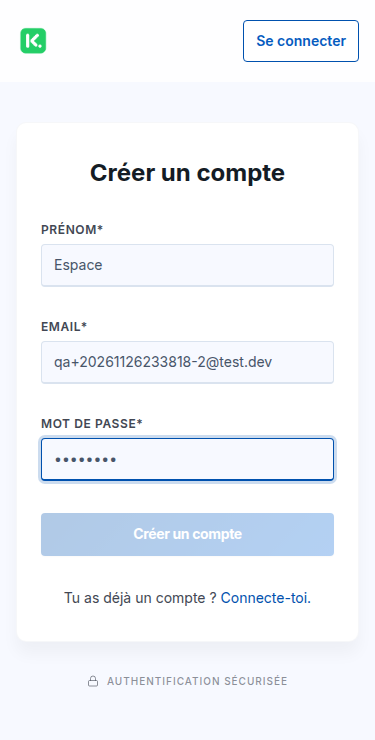 K.
Se connecter
Créer un compte
PRÉNOM*
Espace
EMAIL*
qa+20261126233818-2@test.dev
MOT DE PASSE*
••••••••
Créer un compte
Tu as déjà un compte ? Connecte-toi.
AUTHENTIFICATION SÉCURISÉE